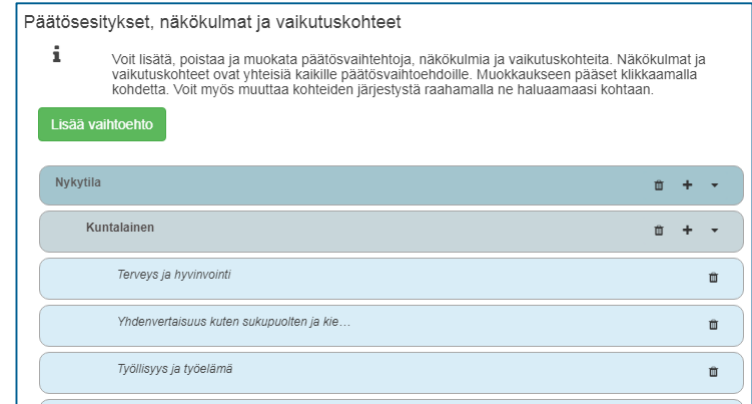 Päätösesitykset, näkökulmat ja vaikutuskohteet
Voit lisätä, poistaa ja muokata päätösvaihtehtoja, näkökulmia ja vaikutuskohteita. Näkökulmat ja
vaikutuskohteet ovat yhteisiä kaikille päätösvaihtoehdoille. Muokkaukseen pääset klikkaamalla
kohdetta. Voit myös muuttaa kohteiden järjestystä raahamalla ne haluaamaasi kohtaan.
Lisää vaihtoehto
Nykytila
Kuntalainen
Terveys ja hyvinvointi
Yhdenvertaisuus kuten sukupuolten ja kie…
Työllisyys ja työelämä